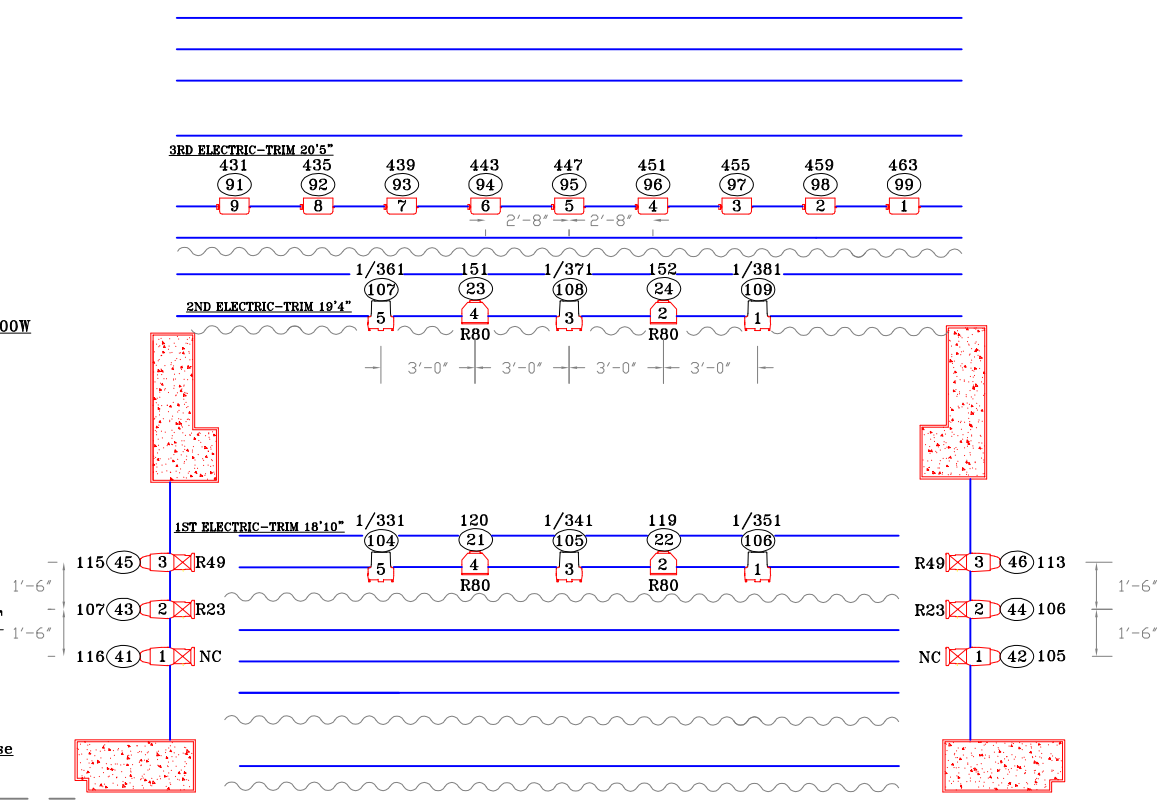 3RD ELECTRIC-TRIM 20'5"
431 435 439 443 447 451 455 459 463
91 92 93 94 95 96 97 98 99
9 8 7 6 5 4 3 2 1
2'-8" 2'-8"
1/361 151 1/371 152 1/381
107 23 108 24 109
2ND ELECTRIC-TRIM 19'4"
5 4 3 2 1
00W
R80 R80
3'-0" 3'-0" 3'-0" 3'-0"
1ST ELECTRIC-TRIM 18'10"
1/331 120 1/341 119 1/351
104 21 105 22 106
5 4 3 2 1
R80 R80
115 45 3 R49
R49 3 46 113
1'-6" 1'-6"
107 43 2 R23
R23 2 44 106
1'-6" 1'-6"
116 41 1 NC
NC 1 42 105
se